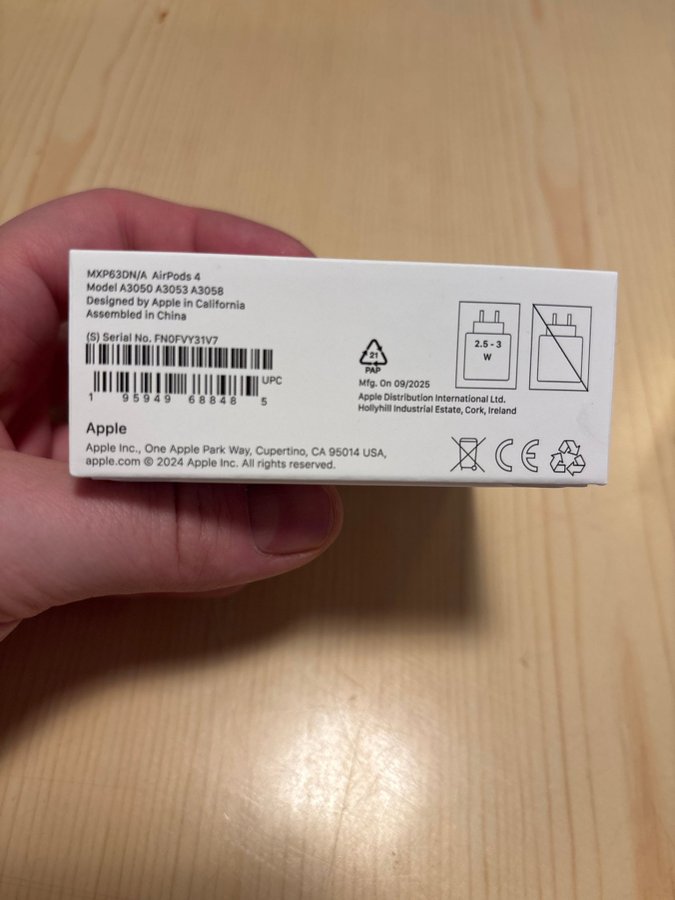 MXP63DN/A AirPods 4
Model A3050 A3053 A3058
Designed by Apple in California
Assembled in China
(S) Serial No. FN0FVY31V7
UPC
1 95949 68848 5
Apple
Apple Inc., One Apple Park Way, Cupertino, CA 95014 USA,
apple.com © 2024 Apple Inc. All rights reserved.
21
PAP
Mfg. On 09/2025
Apple Distribution International Ltd.
Hollyhill Industrial Estate, Cork, Ireland
2.5 - 3
W
CE